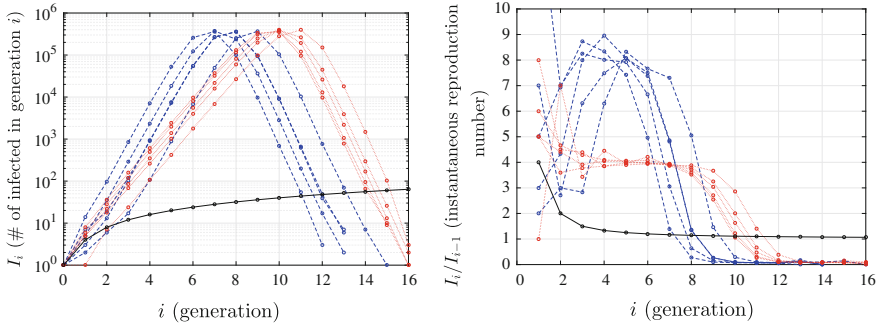 10^6
10^5
10^4
10^3
10^2
10^1
10^0
I_i (# of infected in generation i)
0 2 4 6 8 10 12 14 16
i (generation)
10
9
8
7
6
5
4
3
2
1
0
I_i/I_{i−1} (instantaneous reproduction
number)
0 2 4 6 8 10 12 14 16
i (generation)